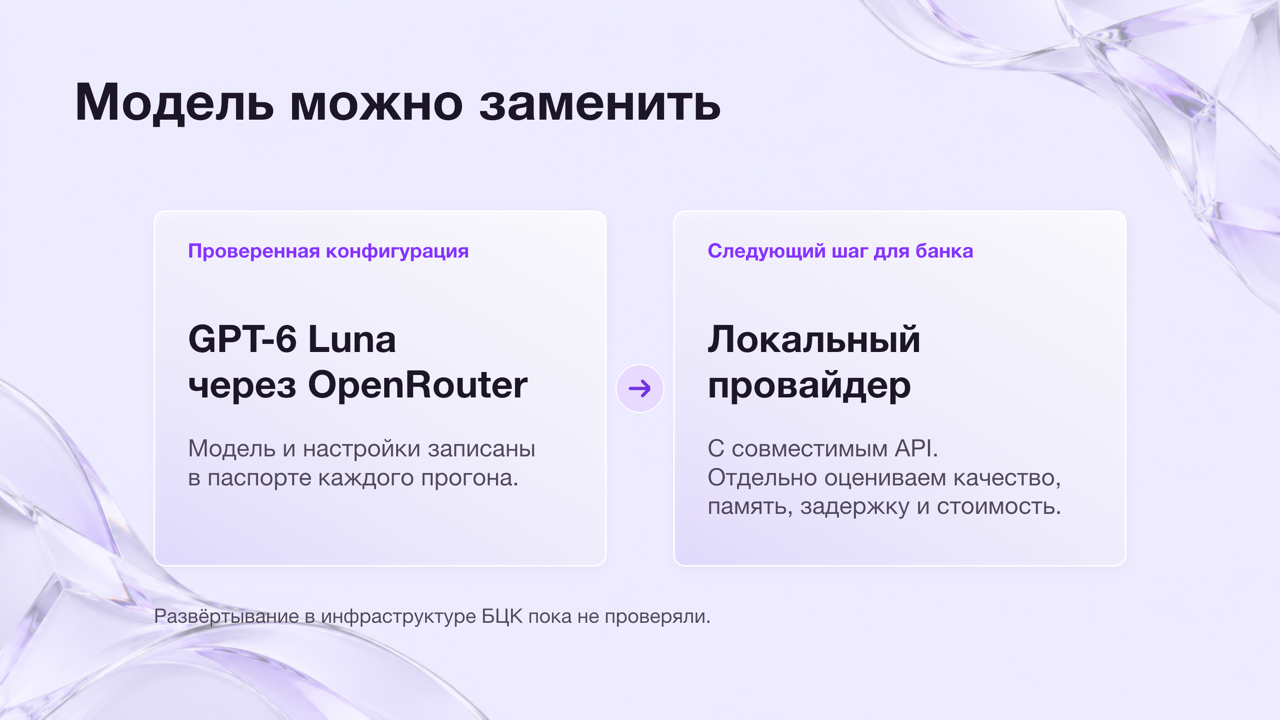 Модель можно заменить
Проверенная конфигурация
GPT-6 Luna
через OpenRouter
Модель и настройки записаны
в паспорте каждого прогона.
Следующий шаг для банка
Локальный
провайдер
С совместимым API.
Отдельно оцениваем качество,
память, задержку и стоимость.
Развёртывание в инфраструктуре БЦК пока не проверяли.